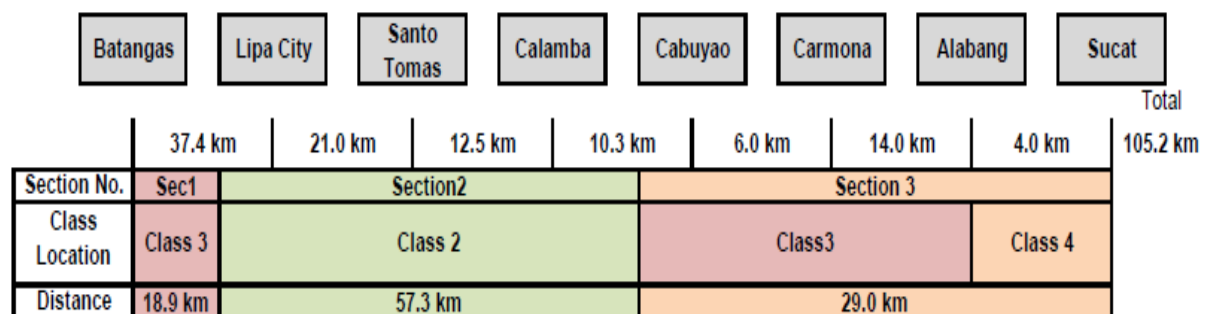 Batangas Lipa City Santo Tomas Calamba Cabuyao Carmona Alabang Sucat
Total
37.4 km 21.0 km 12.5 km 10.3 km 6.0 km 14.0 km 4.0 km 105.2 km
Section No. Sec1 Section2 Section 3
Class Location Class 3 Class 2 Class3 Class 4
Distance 18.9 km 57.3 km 29.0 km